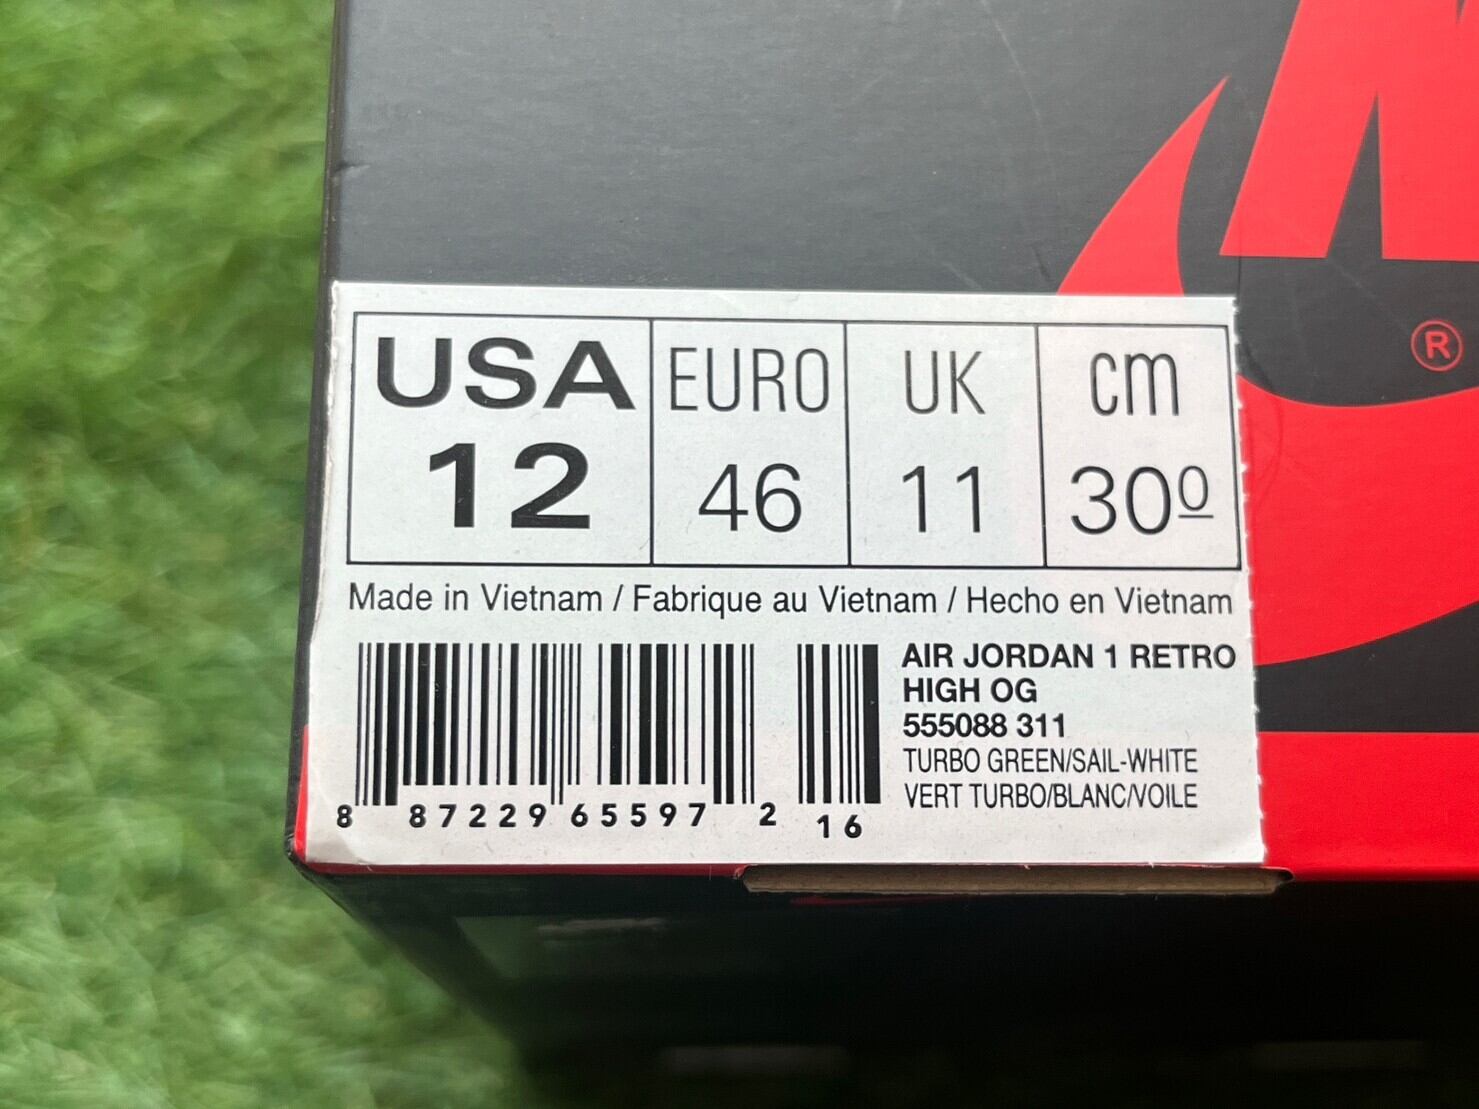 ®
USA EURO UK cm
12 46 11 30º
Made in Vietnam / Fabrique au Vietnam / Hecho en Vietnam
AIR JORDAN 1 RETRO
HIGH OG
555088 311
TURBO GREEN/SAIL-WHITE
VERT TURBO/BLANC/VOILE
8 87229 65597 2 16